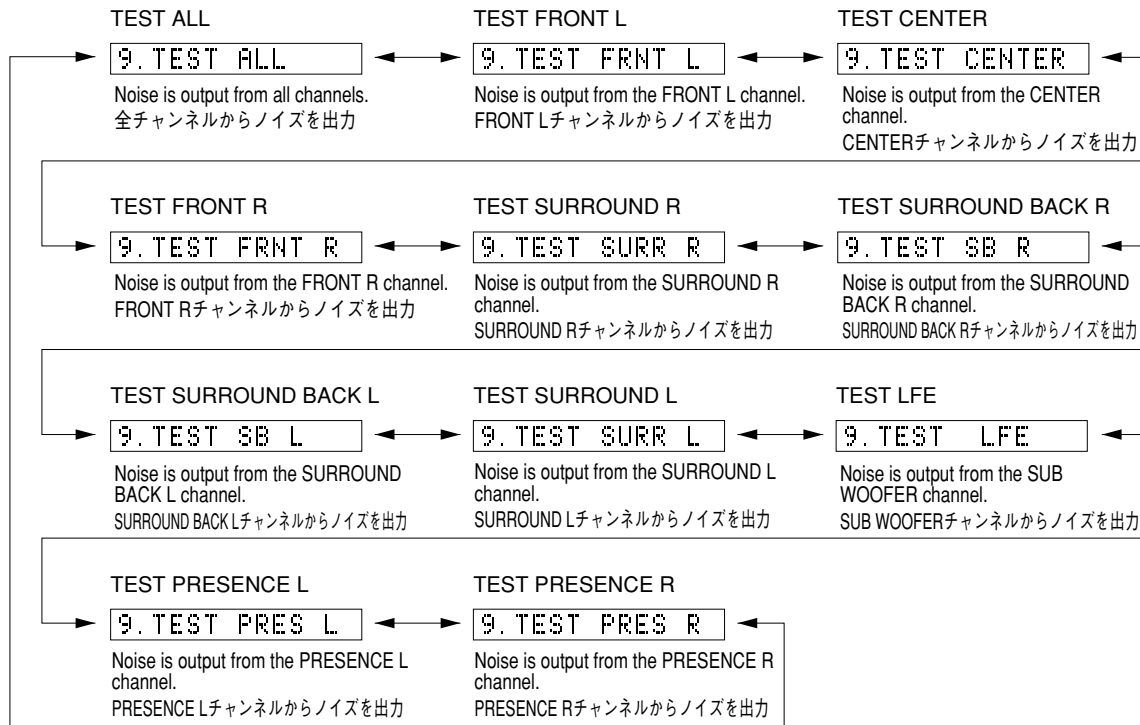 TEST ALL
9.TEST ALL
Noise is output from all channels.
全チャンネルからノイズを出力
TEST FRONT L
9.TEST FRNT L
Noise is output from the FRONT L channel.
FRONT Lチャンネルからノイズを出力
TEST CENTER
9.TEST CENTER
Noise is output from the CENTER
channel.
CENTERチャンネルからノイズを出力
TEST FRONT R
9.TEST FRNT R
Noise is output from the FRONT R channel.
FRONT Rチャンネルからノイズを出力
TEST SURROUND R
9.TEST SURR R
Noise is output from the SURROUND R
channel.
SURROUND Rチャンネルからノイズを出力
TEST SURROUND BACK R
9.TEST SB R
Noise is output from the SURROUND
BACK R channel.
SURROUND BACK Rチャンネルからノイズを出力
TEST SURROUND BACK L
9.TEST SB L
Noise is output from the SURROUND
BACK L channel.
SURROUND BACK Lチャンネルからノイズを出力
TEST SURROUND L
9.TEST SURR L
Noise is output from the SURROUND L
channel.
SURROUND Lチャンネルからノイズを出力
TEST LFE
9.TEST LFE
Noise is output from the SUB
WOOFER channel.
SUB WOOFERチャンネルからノイズを出力
TEST PRESENCE L
9.TEST PRES L
Noise is output from the PRESENCE L
channel.
PRESENCE Lチャンネルからノイズを出力
TEST PRESENCE R
9.TEST PRES R
Noise is output from the PRESENCE R
channel.
PRESENCE Rチャンネルからノイズを出力